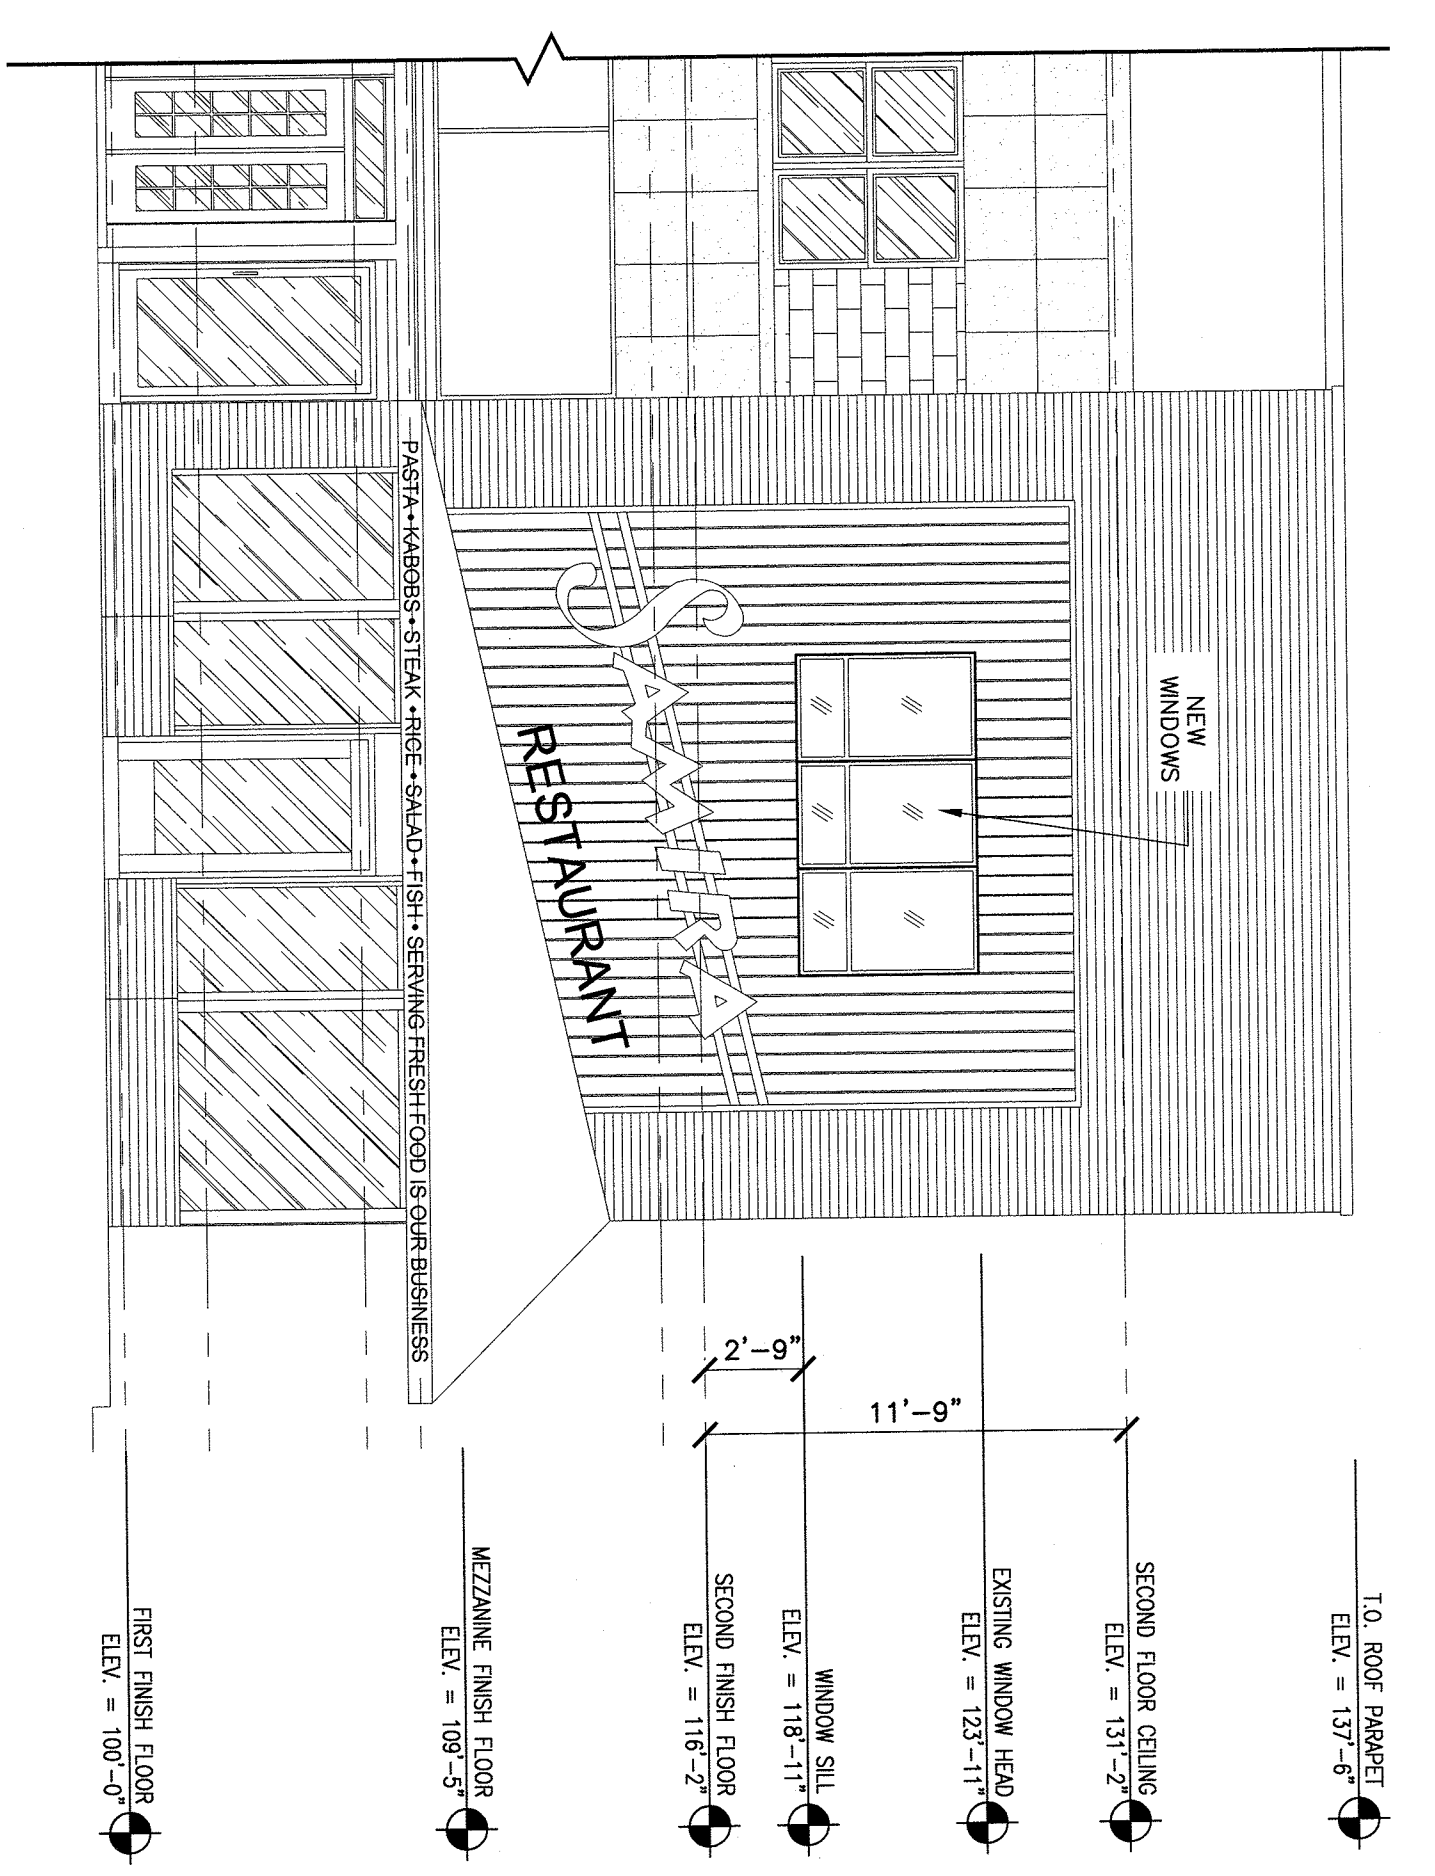 NEW
WINDOWS
SAMIRA
RESTAURANT
PASTA • KABOBS • STEAK • RICE • SALAD • FISH • SERVING FRESH FOOD IS OUR BUSINESS
2'-9"
11'-9"
T.O. ROOF PARAPET
ELEV. = 137'-6"
SECOND FLOOR CEILING
ELEV. = 131'-2"
EXISTING WINDOW HEAD
ELEV. = 123'-11"
WINDOW SILL
ELEV. = 118'-11"
SECOND FINISH FLOOR
ELEV. = 116'-2"
MEZZANINE FINISH FLOOR
ELEV. = 109'-5"
FIRST FINISH FLOOR
ELEV. = 100'-0"